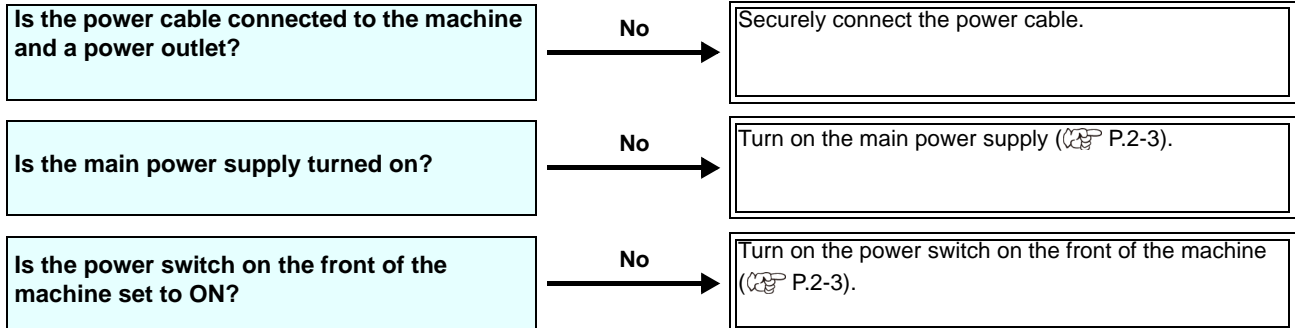 Is the power cable connected to the machine
and a power outlet?
No
Securely connect the power cable.
Is the main power supply turned on?
No
Turn on the main power supply (P.2-3).
Is the power switch on the front of the
machine set to ON?
No
Turn on the power switch on the front of the machine
(P.2-3).